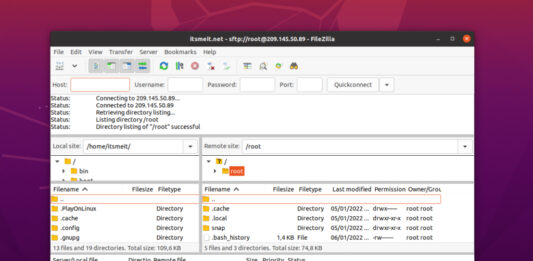 itsmeit.net - sftp://root@209.145.50.89 - FileZilla
File Edit View Transfer Server Bookmarks Help
Host: Username: Password: Port: Quickconnect
Status: Connecting to 209.145.50.89...
Status: Connected to 209.145.50.89
Status: Retrieving directory listing...
Status: Listing directory /root
Status: Directory listing of "/root" successful
Local site: /home/itsmeit/ Remote site: /root
/ /
bin root
Filename Filesize Filetype Filename Filesize Filetype Last modified Permission Owner/Grou
.. ..
.PlayOnLinux Directory .cache Directory 05/01/2022 ... drwx------ root root
.cache Directory .local Directory 05/01/2022 ... drwxr-xr-x root root
.config Directory snap Directory 05/01/2022 ... drwxr-xr-x root root
.gnupg Directory .bash_history 1,4 KB File 06/01/2022 ... -rw------- root root
13 files and 19 directories. Total size: 109,6 KB 5 files and 3 directories. Total size: 74,8 KB
Server/Local file Directio Remote file Size Priority Status